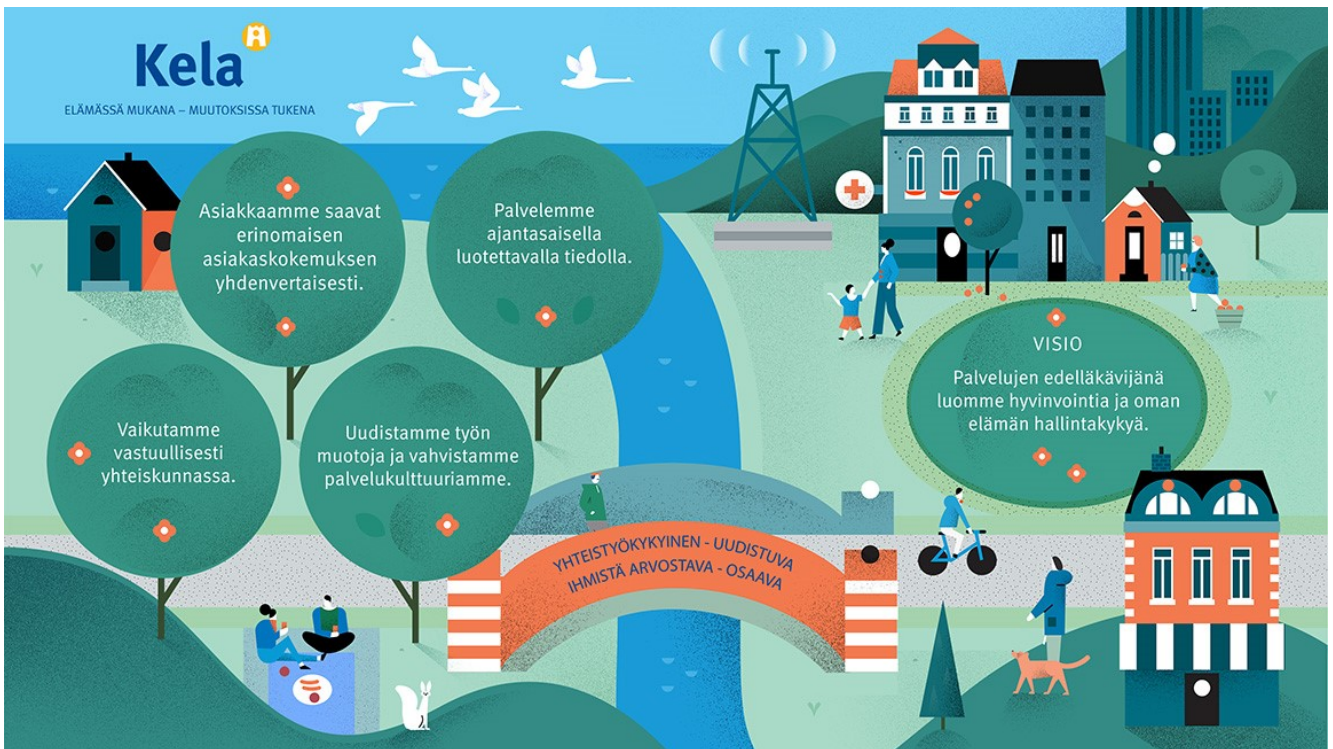 Kela
ELÄMÄSSÄ MUKANA – MUUTOKSISSA TUKENA
Asiakkaamme saavat
erinomaisen
asiakaskokemuksen
yhdenvertaisesti.
Palvelemme
ajantasaisella
luotettavalla tiedolla.
Vaikutamme
vastuullisesti
yhteiskunnassa.
Uudistamme työn
muotoja ja vahvistamme
palvelukulttuuriamme.
VISIO
Palvelujen edelläkävijänä
luomme hyvinvointia ja oman
elämän hallintakykyä.
YHTEISTYÖKYKYINEN - UUDISTUVA
IHMISTÄ ARVOSTAVA - OSAAVA